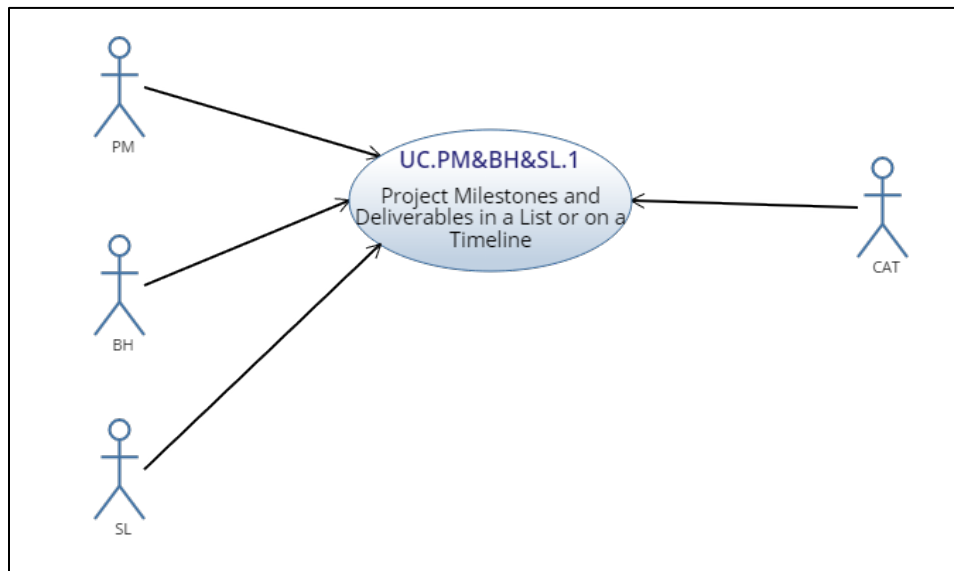 PM
UC.PM&BH&SL.1
Project Milestones and
Deliverables in a List or on a
Timeline
CAT
BH
SL